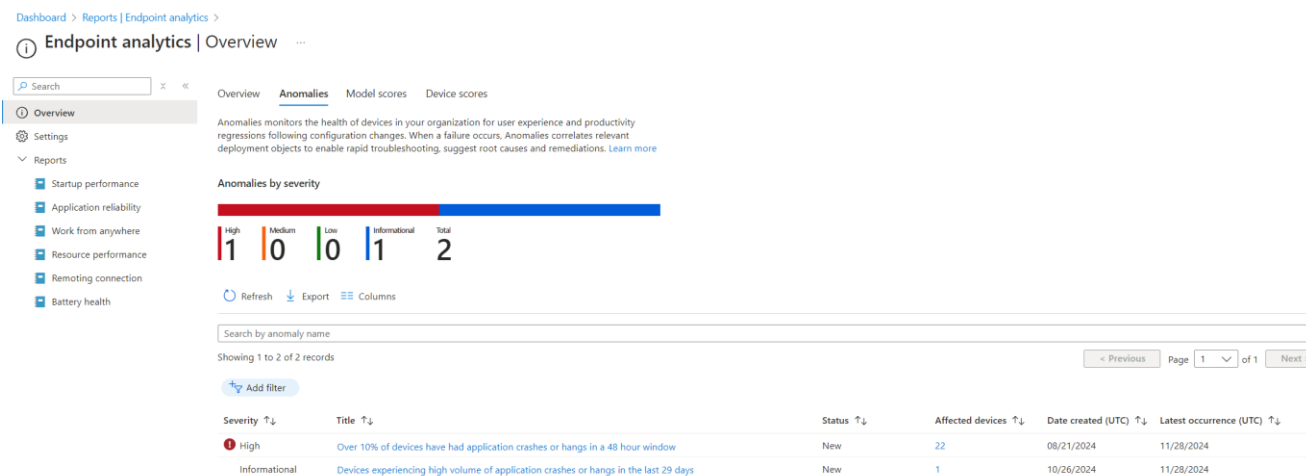 Dashboard > Reports | Endpoint analytics >
Endpoint analytics | Overview ...
Search
Overview
Settings
Reports
Startup performance
Application reliability
Work from anywhere
Resource performance
Remoting connection
Battery health
Overview Anomalies Model scores Device scores
Anomalies monitors the health of devices in your organization for user experience and productivity
regressions following configuration changes. When a failure occurs, Anomalies correlates relevant
deployment objects to enable rapid troubleshooting, suggest root causes and remediations. Learn more
Anomalies by severity
High Medium Low Informational Total
1 0 0 1 2
Refresh Export Columns
Search by anomaly name
Showing 1 to 2 of 2 records
< Previous Page 1 of 1 Next
Add filter
Severity Title Status Affected devices Date created (UTC) Latest occurrence (UTC)
High Over 10% of devices have had application crashes or hangs in a 48 hour window New 22 08/21/2024 11/28/2024
Informational Devices experiencing high volume of application crashes or hangs in the last 29 days New 1 10/26/2024 11/28/2024